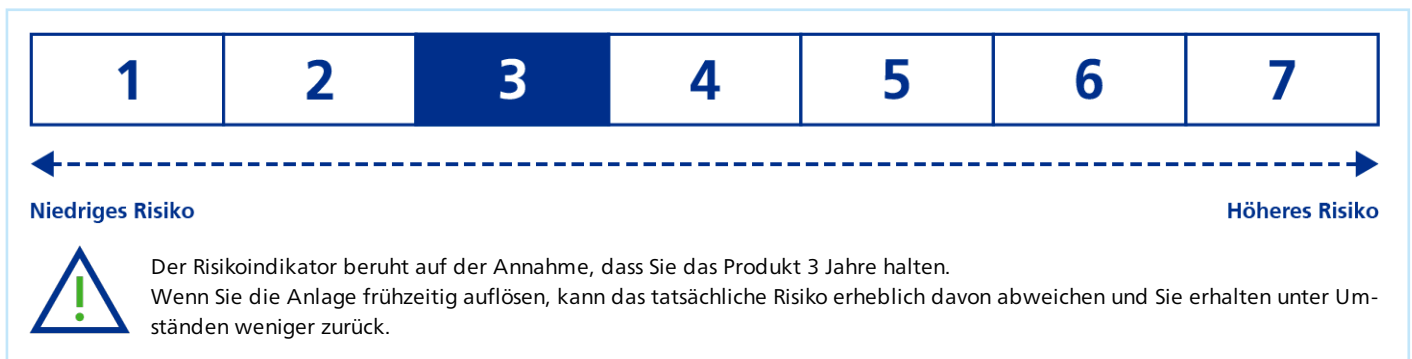 1 2 3 4 5 6 7
Niedriges Risiko Höheres Risiko
Der Risikoindikator beruht auf der Annahme, dass Sie das Produkt 3 Jahre halten.
Wenn Sie die Anlage frühzeitig auflösen, kann das tatsächliche Risiko erheblich davon abweichen und Sie erhalten unter Um-
ständen weniger zurück.